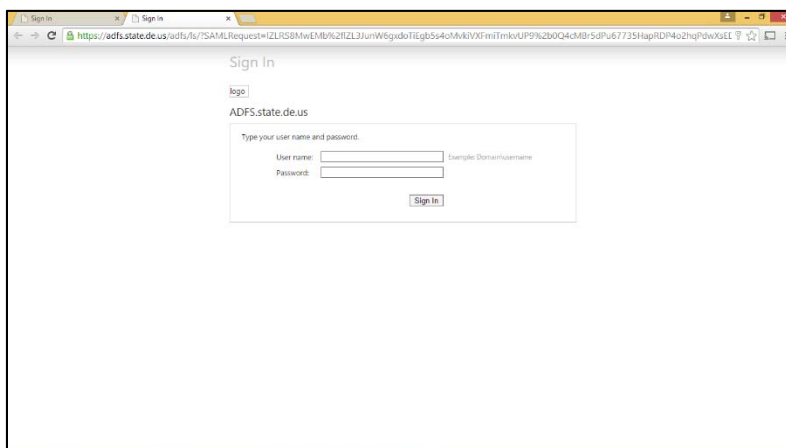 Sign In
Sign In
https://adfs.state.de.us/adfs/ls/?SAMLRequest=
Sign In
logo
ADFS.state.de.us
Type your user name and password.
User name:
Example: Domain\username
Password:
Sign In